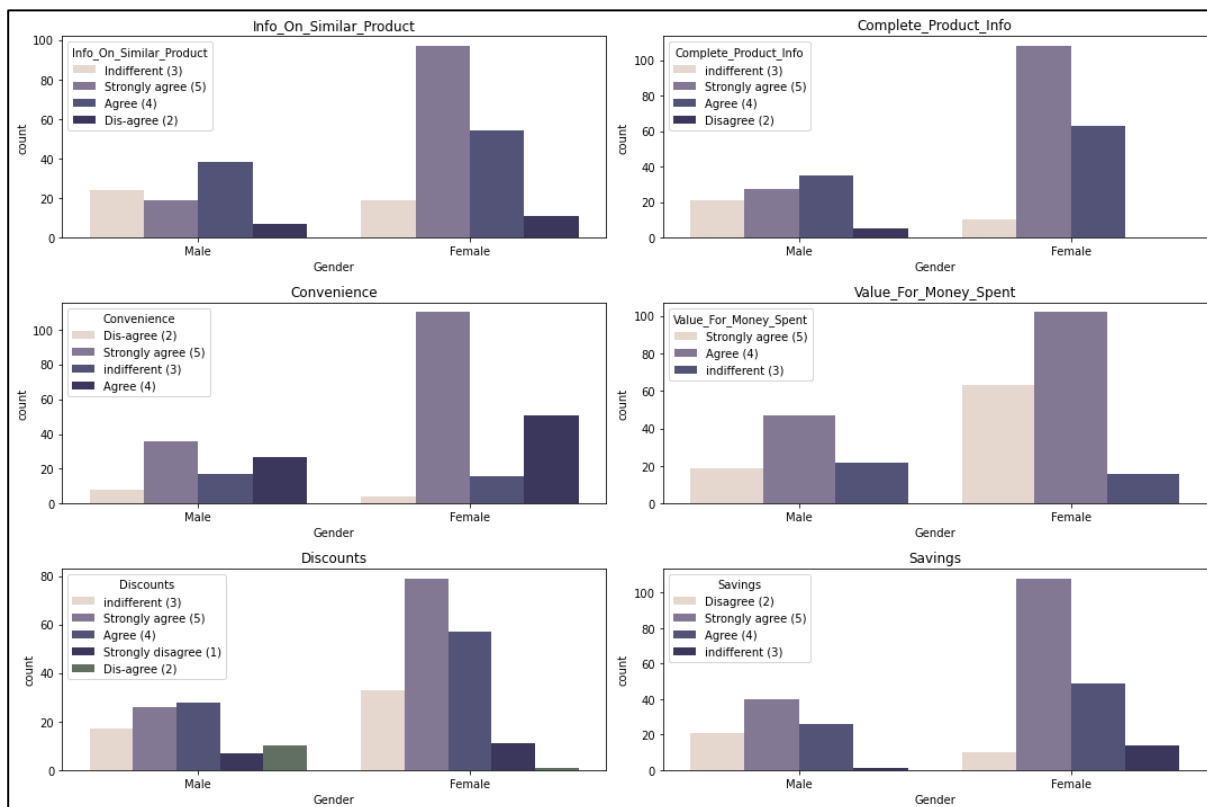 Info_On_Similar_Product
100
80
60
40
20
0
count
Info_On_Similar_Product
Indifferent (3)
Strongly agree (5)
Agree (4)
Dis-agree (2)
Male
Female
Gender
Complete_Product_Info
100
80
60
40
20
0
count
Complete_Product_Info
indifferent (3)
Strongly agree (5)
Agree (4)
Disagree (2)
Male
Female
Gender
Convenience
100
80
60
40
20
0
count
Convenience
Dis-agree (2)
Strongly agree (5)
indifferent (3)
Agree (4)
Male
Female
Gender
Value_For_Money_Spent
100
80
60
40
20
0
count
Value_For_Money_Spent
Strongly agree (5)
Agree (4)
indifferent (3)
Male
Female
Gender
Discounts
80
60
40
20
0
count
Discounts
indifferent (3)
Strongly agree (5)
Agree (4)
Strongly disagree (1)
Dis-agree (2)
Male
Female
Gender
Savings
100
80
60
40
20
0
count
Savings
Disagree (2)
Strongly agree (5)
Agree (4)
indifferent (3)
Male
Female
Gender